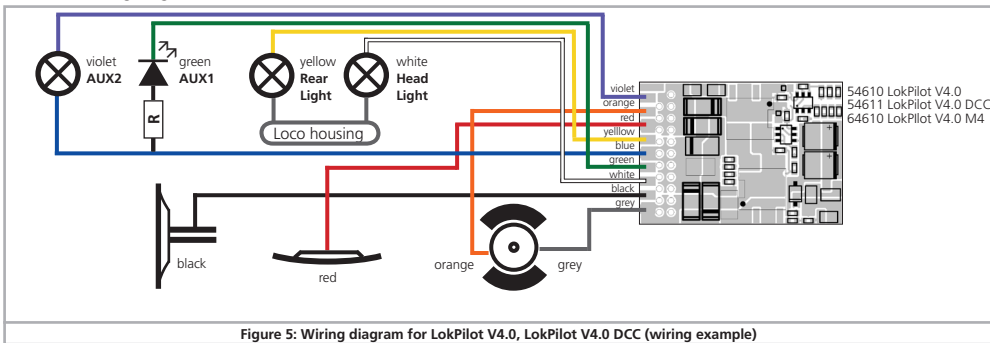 violet
AUX2
green
AUX1
R
yellow
Rear
Light
white
Head
Light
Loco housing
violet
orange
red
yelllow
blue
green
white
black
grey
54610 LokPilot V4.0
54611 LokPilot V4.0 DCC
64610 LokPIlot V4.0 M4
black
red
orange
grey
Figure 5: Wiring diagram for LokPilot V4.0, LokPilot V4.0 DCC (wiring example)